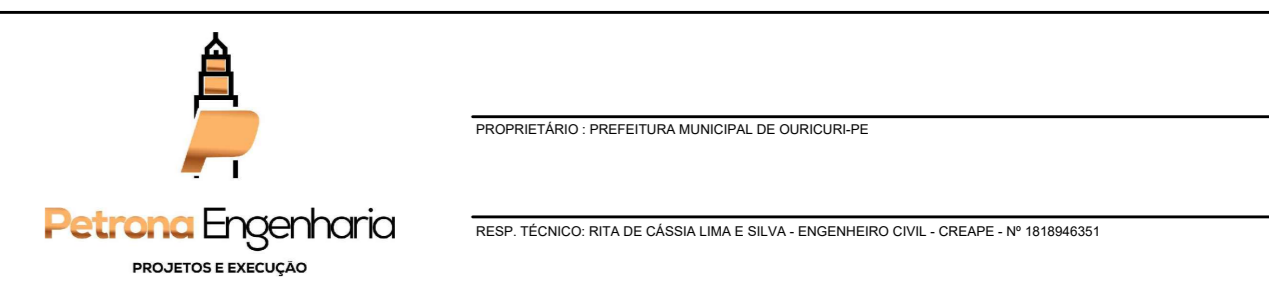 PROPRIETÁRIO : PREFEITURA MUNICIPAL DE OURICURI-PE
Petrona Engenharia
RESP. TÉCNICO: RITA DE CÁSSIA LIMA E SILVA - ENGENHEIRO CIVIL - CREAPE - Nº 1818946351
PROJETOS E EXECUÇÃO